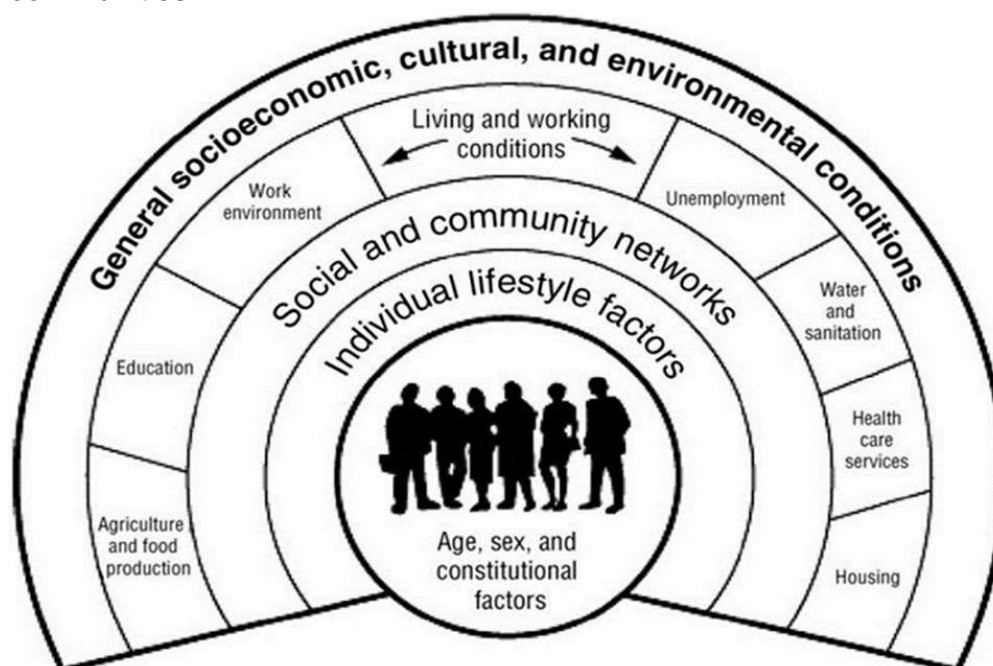 General socioeconomic, cultural, and environmental conditions
Living and working
conditions
Work
environment
Unemployment
Education
Water
and
sanitation
Agriculture
and food
production
Health
care
services
Housing
Social and community networks
Individual lifestyle factors
Age, sex, and
constitutional
factors